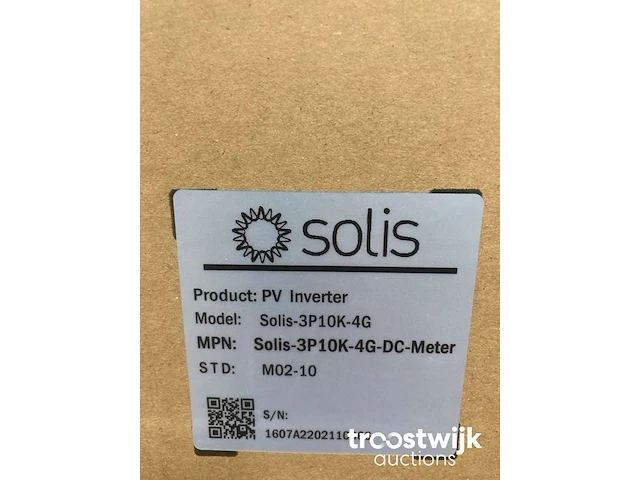 solis
Product: PV Inverter
Model: Solis-3P10K-4G
MPN: Solis-3P10K-4G-DC-Meter
STD: M02-10
S/N:
troostwijk
auctions